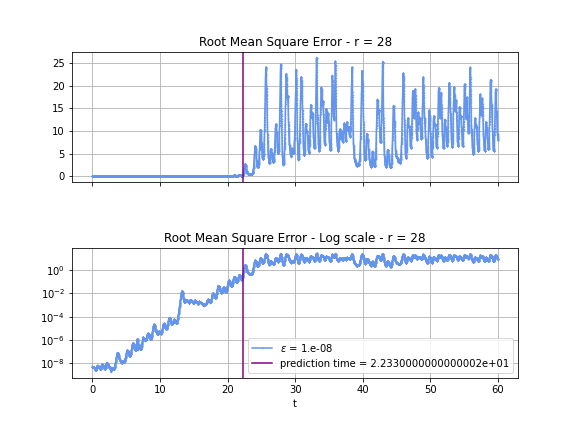 Root Mean Square Error - r = 28
25
20
15
10
5
0
Root Mean Square Error - Log scale - r = 28
10⁰
10⁻²
10⁻⁴
10⁻⁶
10⁻⁸
ε = 1.e-08
prediction time = 2.2330000000000002e+01
0 10 20 30 40 50 60
t